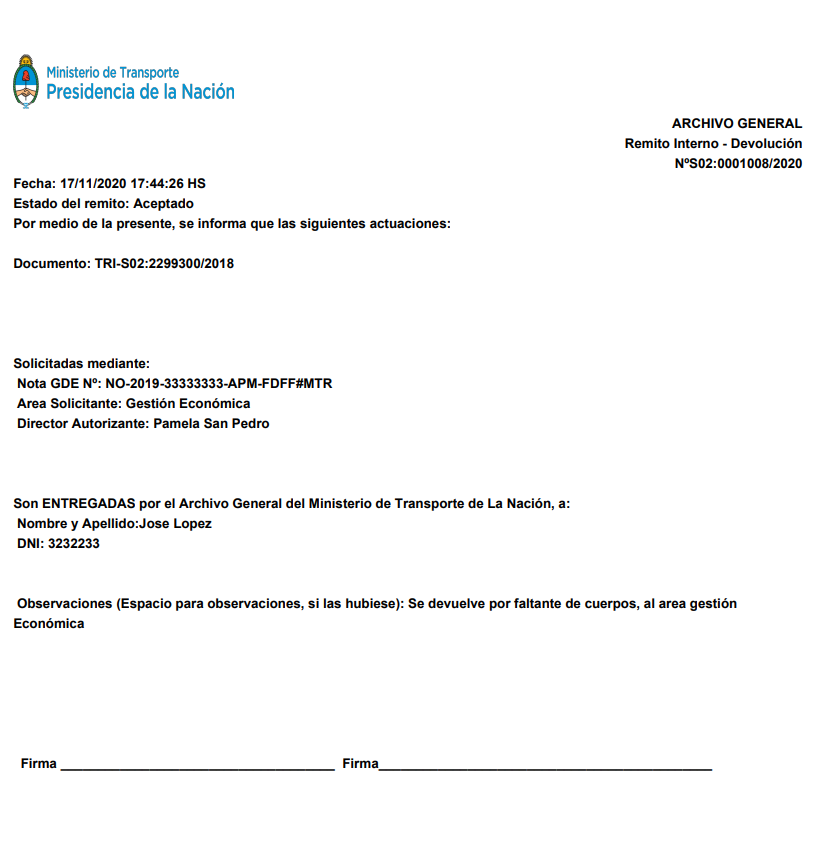 Ministerio de Transporte
Presidencia de la Nación
ARCHIVO GENERAL
Remito Interno - Devolución
NºS02:0001008/2020
Fecha: 17/11/2020 17:44:26 HS
Estado del remito: Aceptado
Por medio de la presente, se informa que las siguientes actuaciones:
Documento: TRI-S02:2299300/2018
Solicitadas mediante:
Nota GDE Nº: NO-2019-33333333-APM-FDFF#MTR
Area Solicitante: Gestión Económica
Director Autorizante: Pamela San Pedro
Son ENTREGADAS por el Archivo General del Ministerio de Transporte de La Nación, a:
Nombre y Apellido:Jose Lopez
DNI: 3232233
Observaciones (Espacio para observaciones, si las hubiese): Se devuelve por faltante de cuerpos, al area gestión
Económica
Firma ___________________________________ Firma___________________________________________